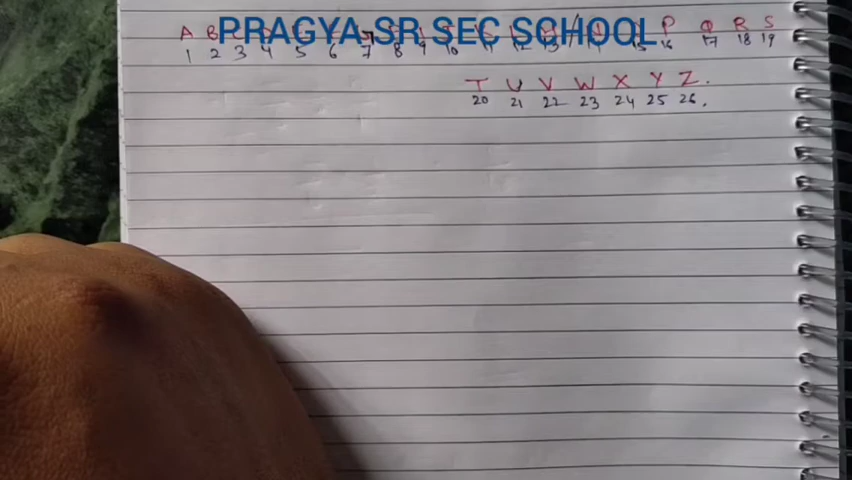 PRAGYA SR SEC SCHOOL
A B P Q R S
1 2 3 4 5 6 7 8 9 10 11 12 13 14 15 16 17 18 19
T U V W X Y Z.
20 21 22 23 24 25 26.